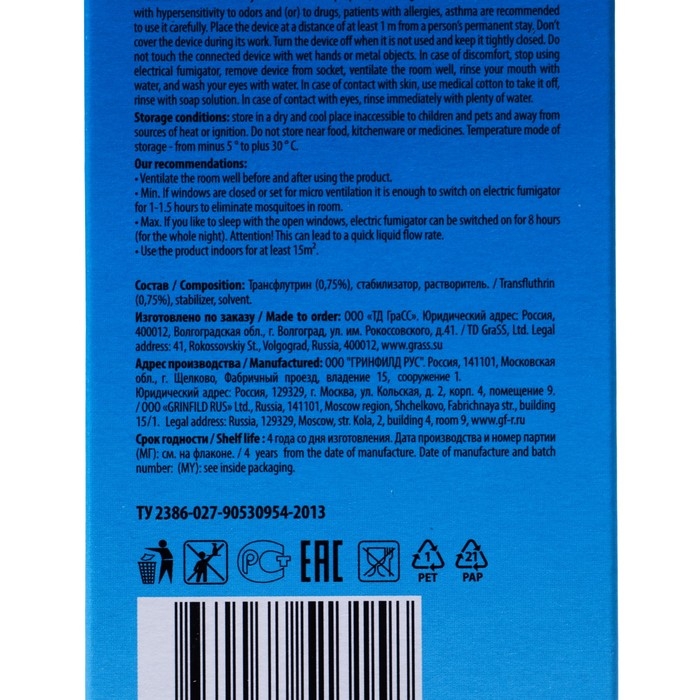 with hypersensitivity to odors and (or) to drugs, patients with allergies, asthma are recommended
to use it carefully. Place the device at a distance of at least 1 m from a person's permanent stay. Don't
cover the device during its work. Turn the device off when it is not used and keep it tightly closed. Do
not touch the connected device with wet hands or metal objects. In case of discomfort, stop using
electrical fumigator, remove device from socket, ventilate the room well, rinse your mouth with
water, and wash your eyes with water. In case of contact with skin, use medical cotton to take it off,
rinse with soap solution. In case of contact with eyes, rinse immediately with plenty of water.
Storage conditions: store in a dry and cool place inaccessible to children and pets and away from
sources of heat or ignition. Do not store near food, kitchenware or medicines. Temperature mode of
storage - from minus 5 ° to plus 30 ° C.
Our recommendations:
• Ventilate the room well before and after using the product.
• Min. If windows are closed or set for micro ventilation it is enough to switch on electric fumigator
for 1-1.5 hours to eliminate mosquitoes in room.
• Max. If you like to sleep with the open windows, electric fumigator can be switched on for 8 hours
(for the whole night). Attention! This can lead to a quick liquid flow rate.
• Use the product indoors for at least 15m².
Состав / Composition: Трансфлутрин (0,75%), стабилизатор, растворитель. / Transfluthrin
(0,75%), stabilizer, solvent.
Изготовлено по заказу / Made to order: ООО «ТД ГраСС». Юридический адрес: Россия,
400012, Волгоградская обл., г. Волгоград, ул. им. Рокоссовского, д.41. / TD GraSS, Ltd. Legal
address: 41, Rokossovskiy St., Volgograd, Russia, 400012, www.grass.su
Адрес производства / Manufactured: ООО "ГРИНФИЛД РУС". Россия, 141101, Московская
обл., г. Щелково, Фабричный проезд, владение 15, сооружение 1.
Юридический адрес: Россия, 129329, г. Москва, ул. Кольская, д. 2, корп. 4, помещение 9.
/ ООО «GRINFILD RUS» Ltd., Russia, 141101, Moscow region, Shchelkovo, Fabrichnaya str., building
15/1. Legal address: Russia, 129329, Moscow, str. Kola, 2, building 4, room 9, www.gf-r.ru
Срок годности / Shelf life : 4 года со дня изготовления. Дата производства и номер партии
(МГ): см. на флаконе. / 4 years from the date of manufacture. Date of manufacture and batch
number: (MY): see inside packaging.
ТУ 2386-027-90530954-2013
РСТ EAC 1 21
PET PAP